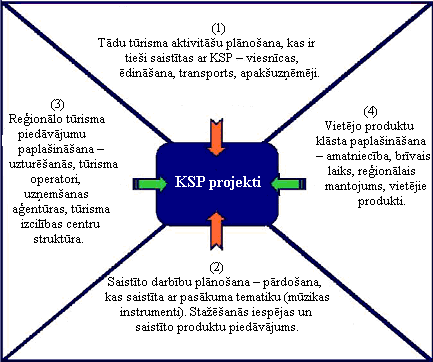 (1)
Tādu tūrisma aktivitāšu plānošana, kas ir
tieši saistītas ar KSP – viesnīcas,
ēdināšana, transports, apakšuzņēmēji.
(3)
Reģionālo tūrisma
piedāvājumu
paplašināšana –
uzturēšanās, tūrisma
operatori,
uzņemšanas
aģentūras, tūrisma
izcilības centru
struktūra.
KSP projekti
(4)
Vietējo produktu
klāsta paplašināšana
– amatniecība, brīvais
laiks, reģionālais
mantojums, vietējie
produkti.
(2)
Saistīto darbību plānošana – pārdošana,
kas saistīta ar pasākuma tematiku (mūzikas
instrumenti). Stažēšanās iespējas un
saistīto produktu piedāvājums.